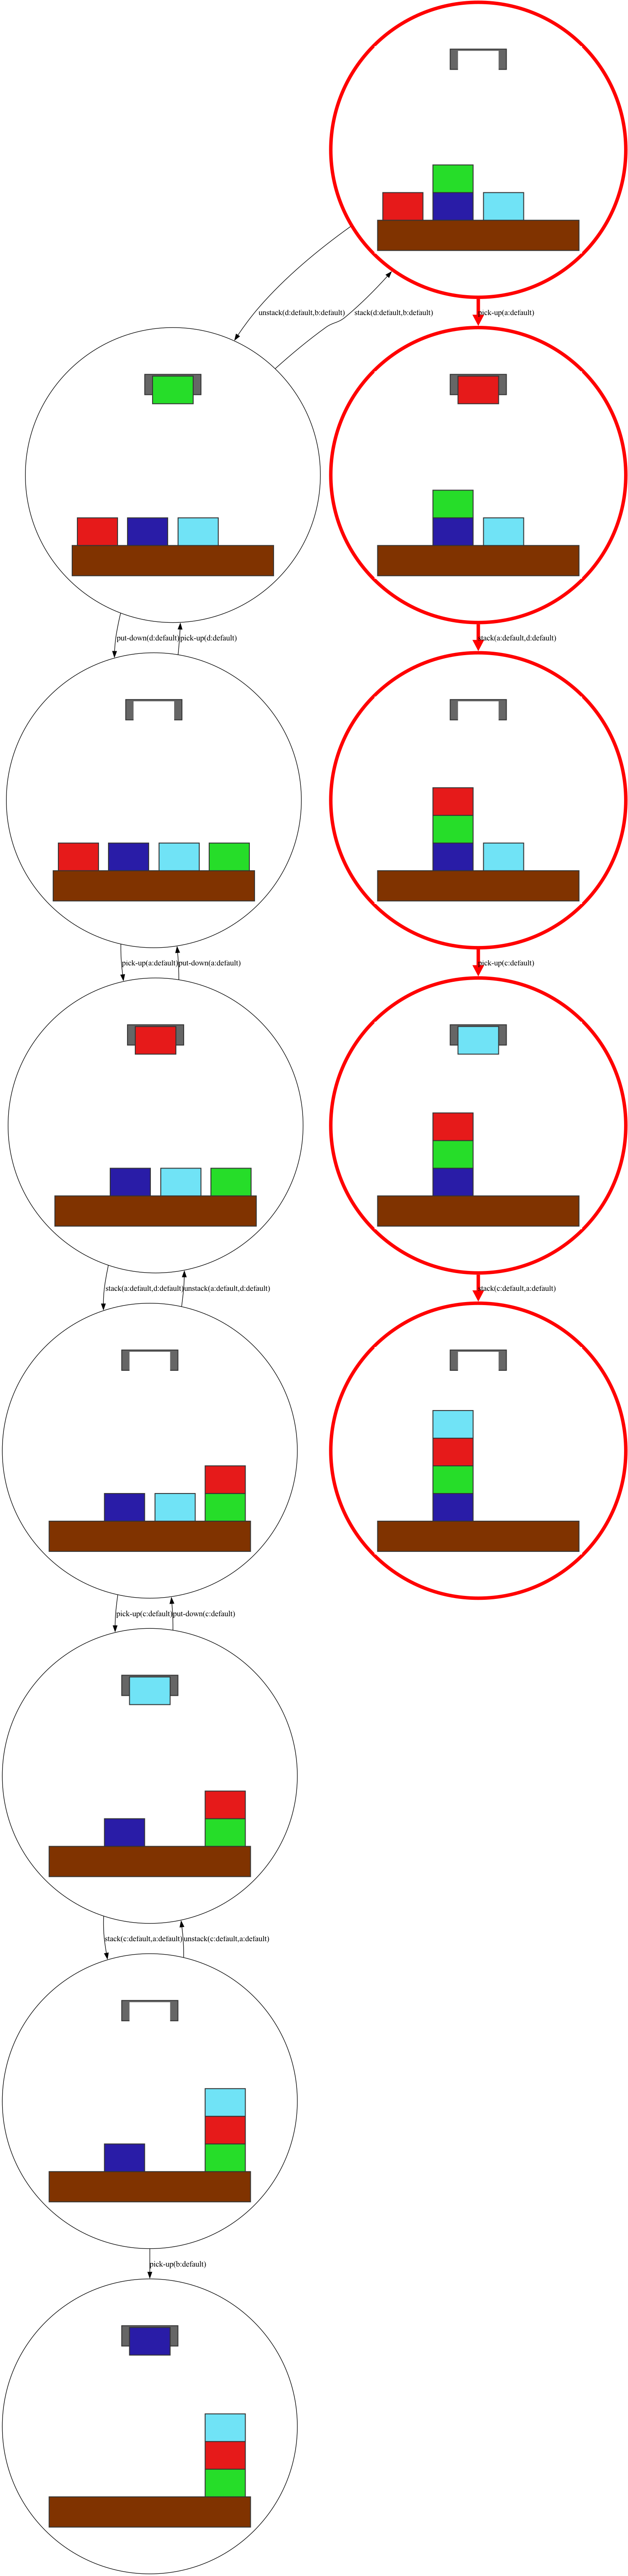 unstack(d:default,b:default)
stack(d:default,b:default)
pick-up(a:default)
put-down(d:default)
pick-up(d:default)
stack(a:default,d:default)
pick-up(a:default)
put-down(a:default)
pick-up(c:default)
stack(a:default,d:default)
unstack(a:default,d:default)
stack(c:default,a:default)
pick-up(c:default)
put-down(c:default)
stack(c:default,a:default)
unstack(c:default,a:default)
pick-up(b:default)